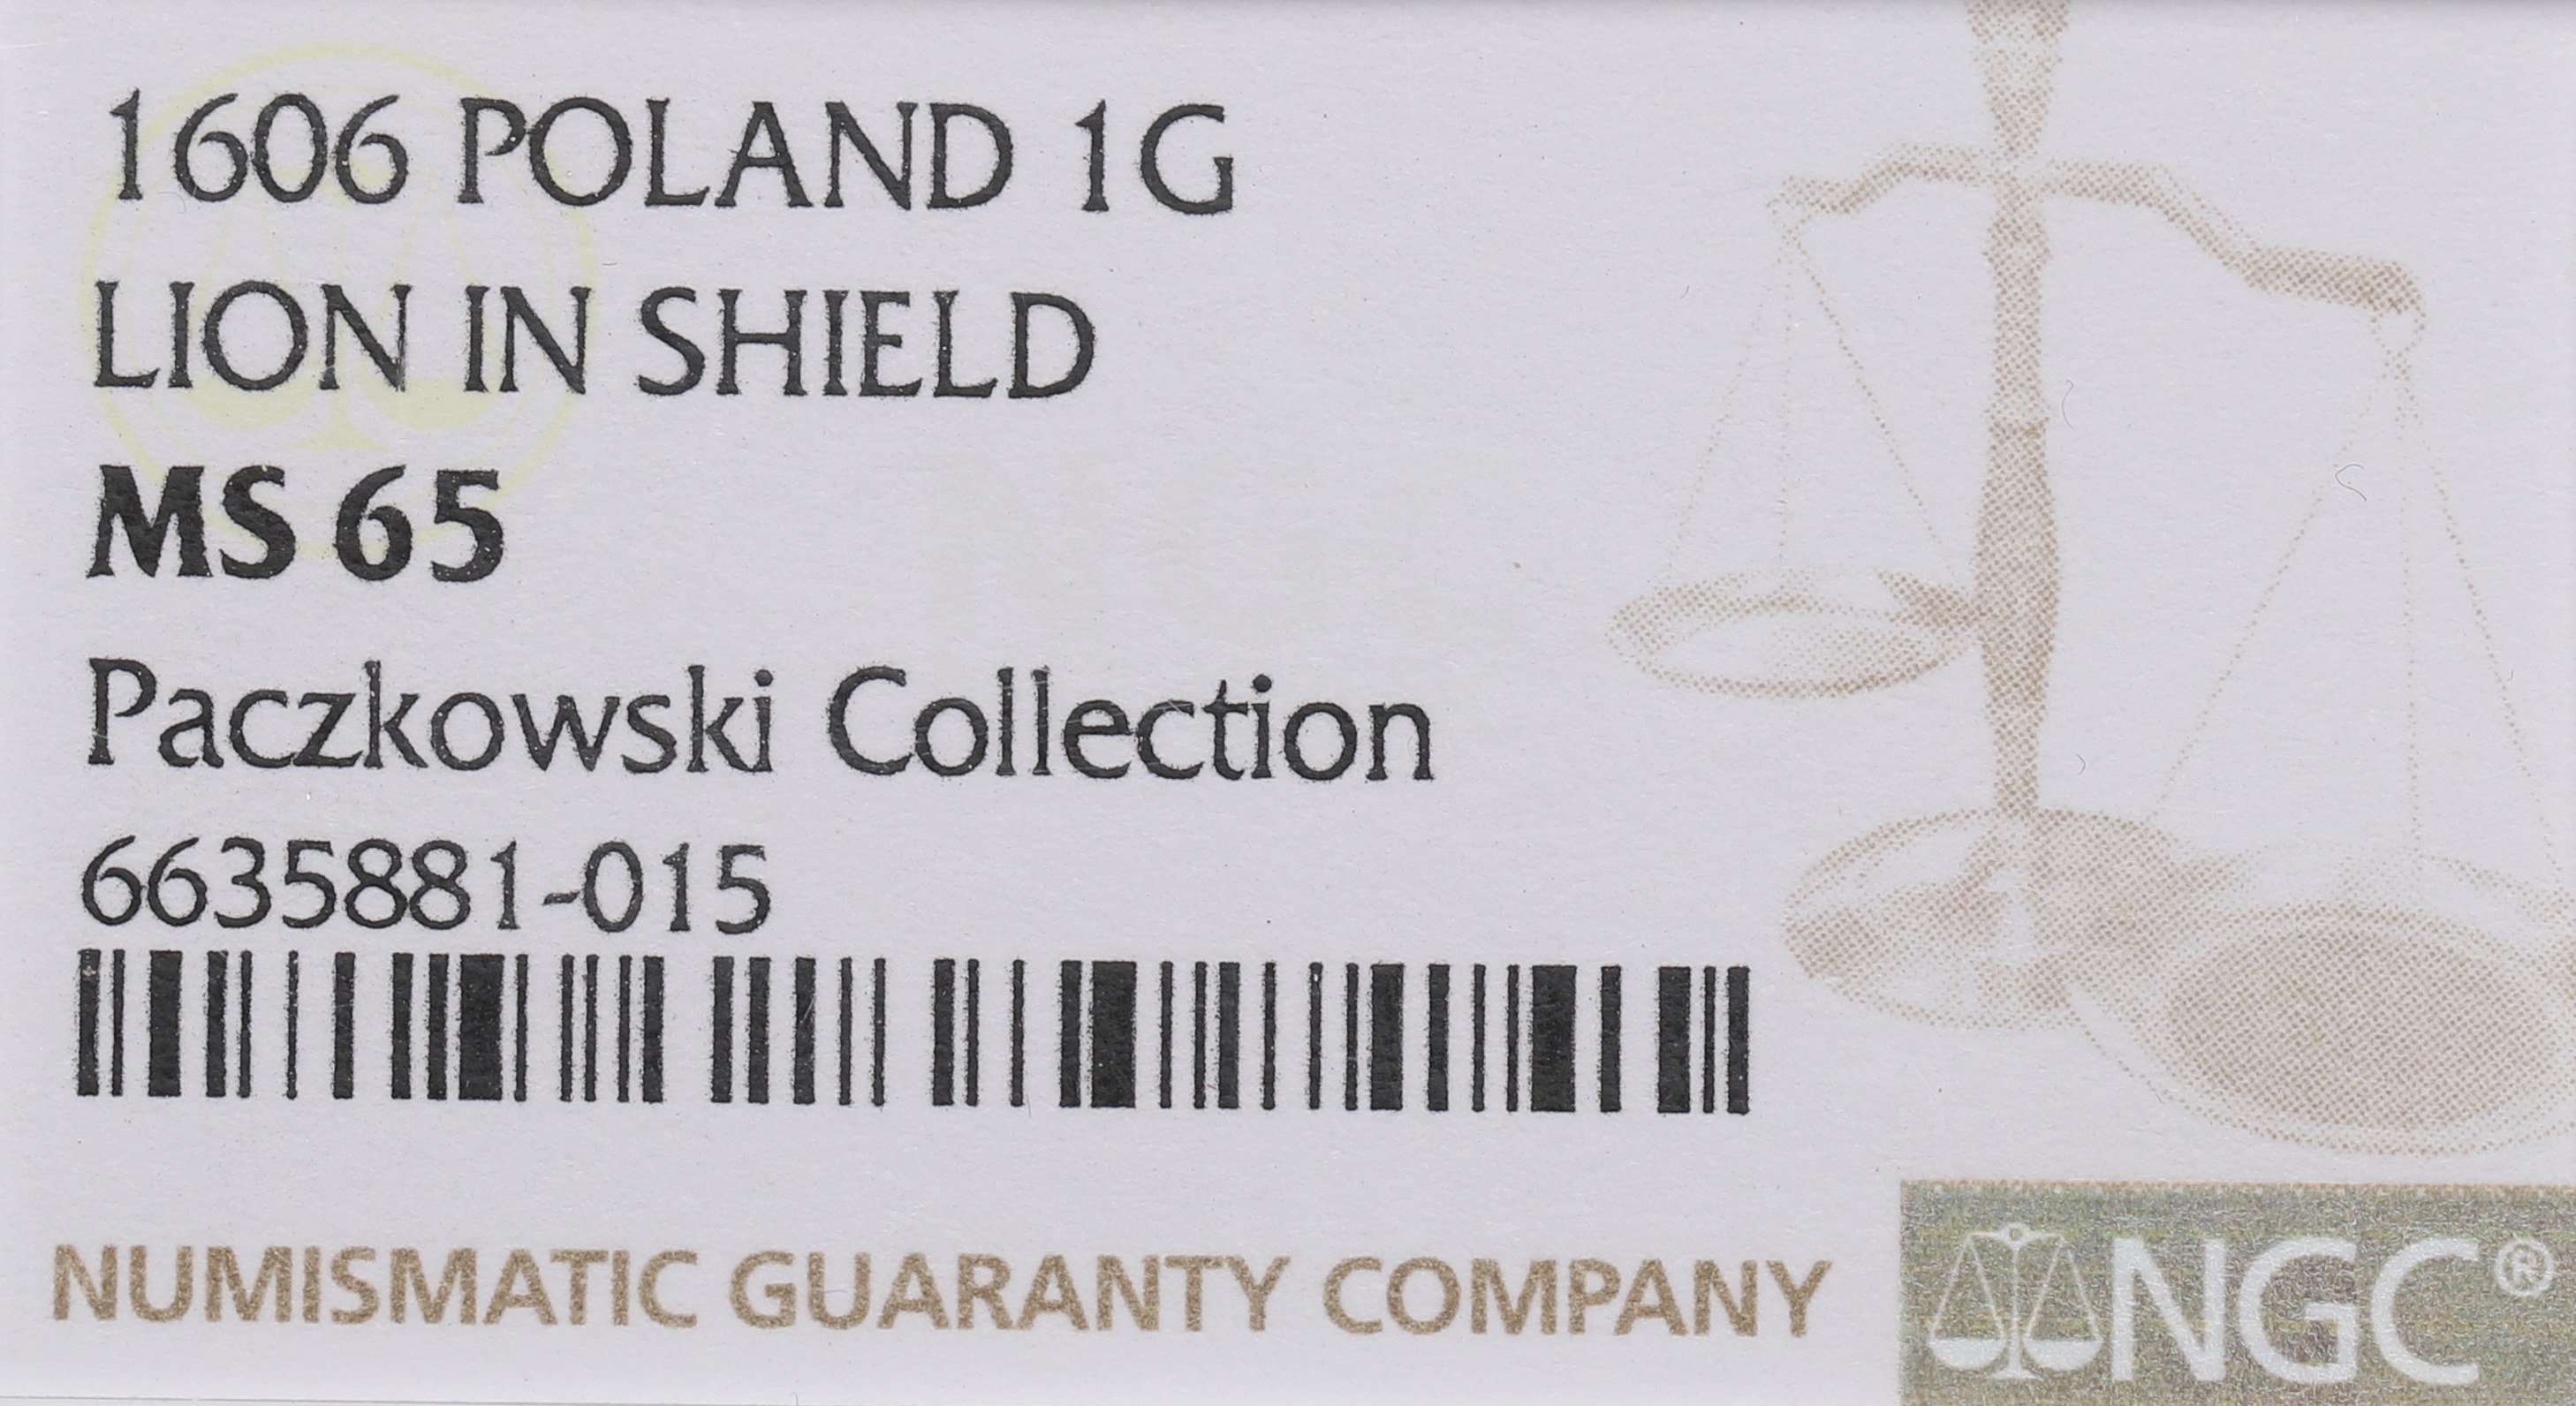 1606 POLAND 1G
LION IN SHIELD
MS 65
Paczkowski Collection
6635881-015
NUMISMATIC GUARANTY COMPANY
NGC®